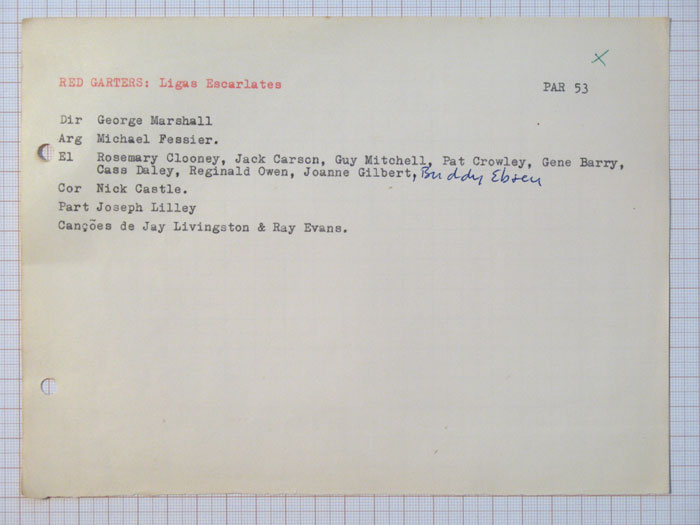 RED GARTERS: Ligas Escarlates PAR 53
Dir George Marshall
Arg Michael Fessier.
El Rosemary Clooney, Jack Carson, Guy Mitchell, Pat Crowley, Gene Barry,
Cass Daley, Reginald Owen, Joanne Gilbert, Buddy Ebsen
Cor Nick Castle.
Part Joseph Lilley
Canções de Jay Livingston & Ray Evans.